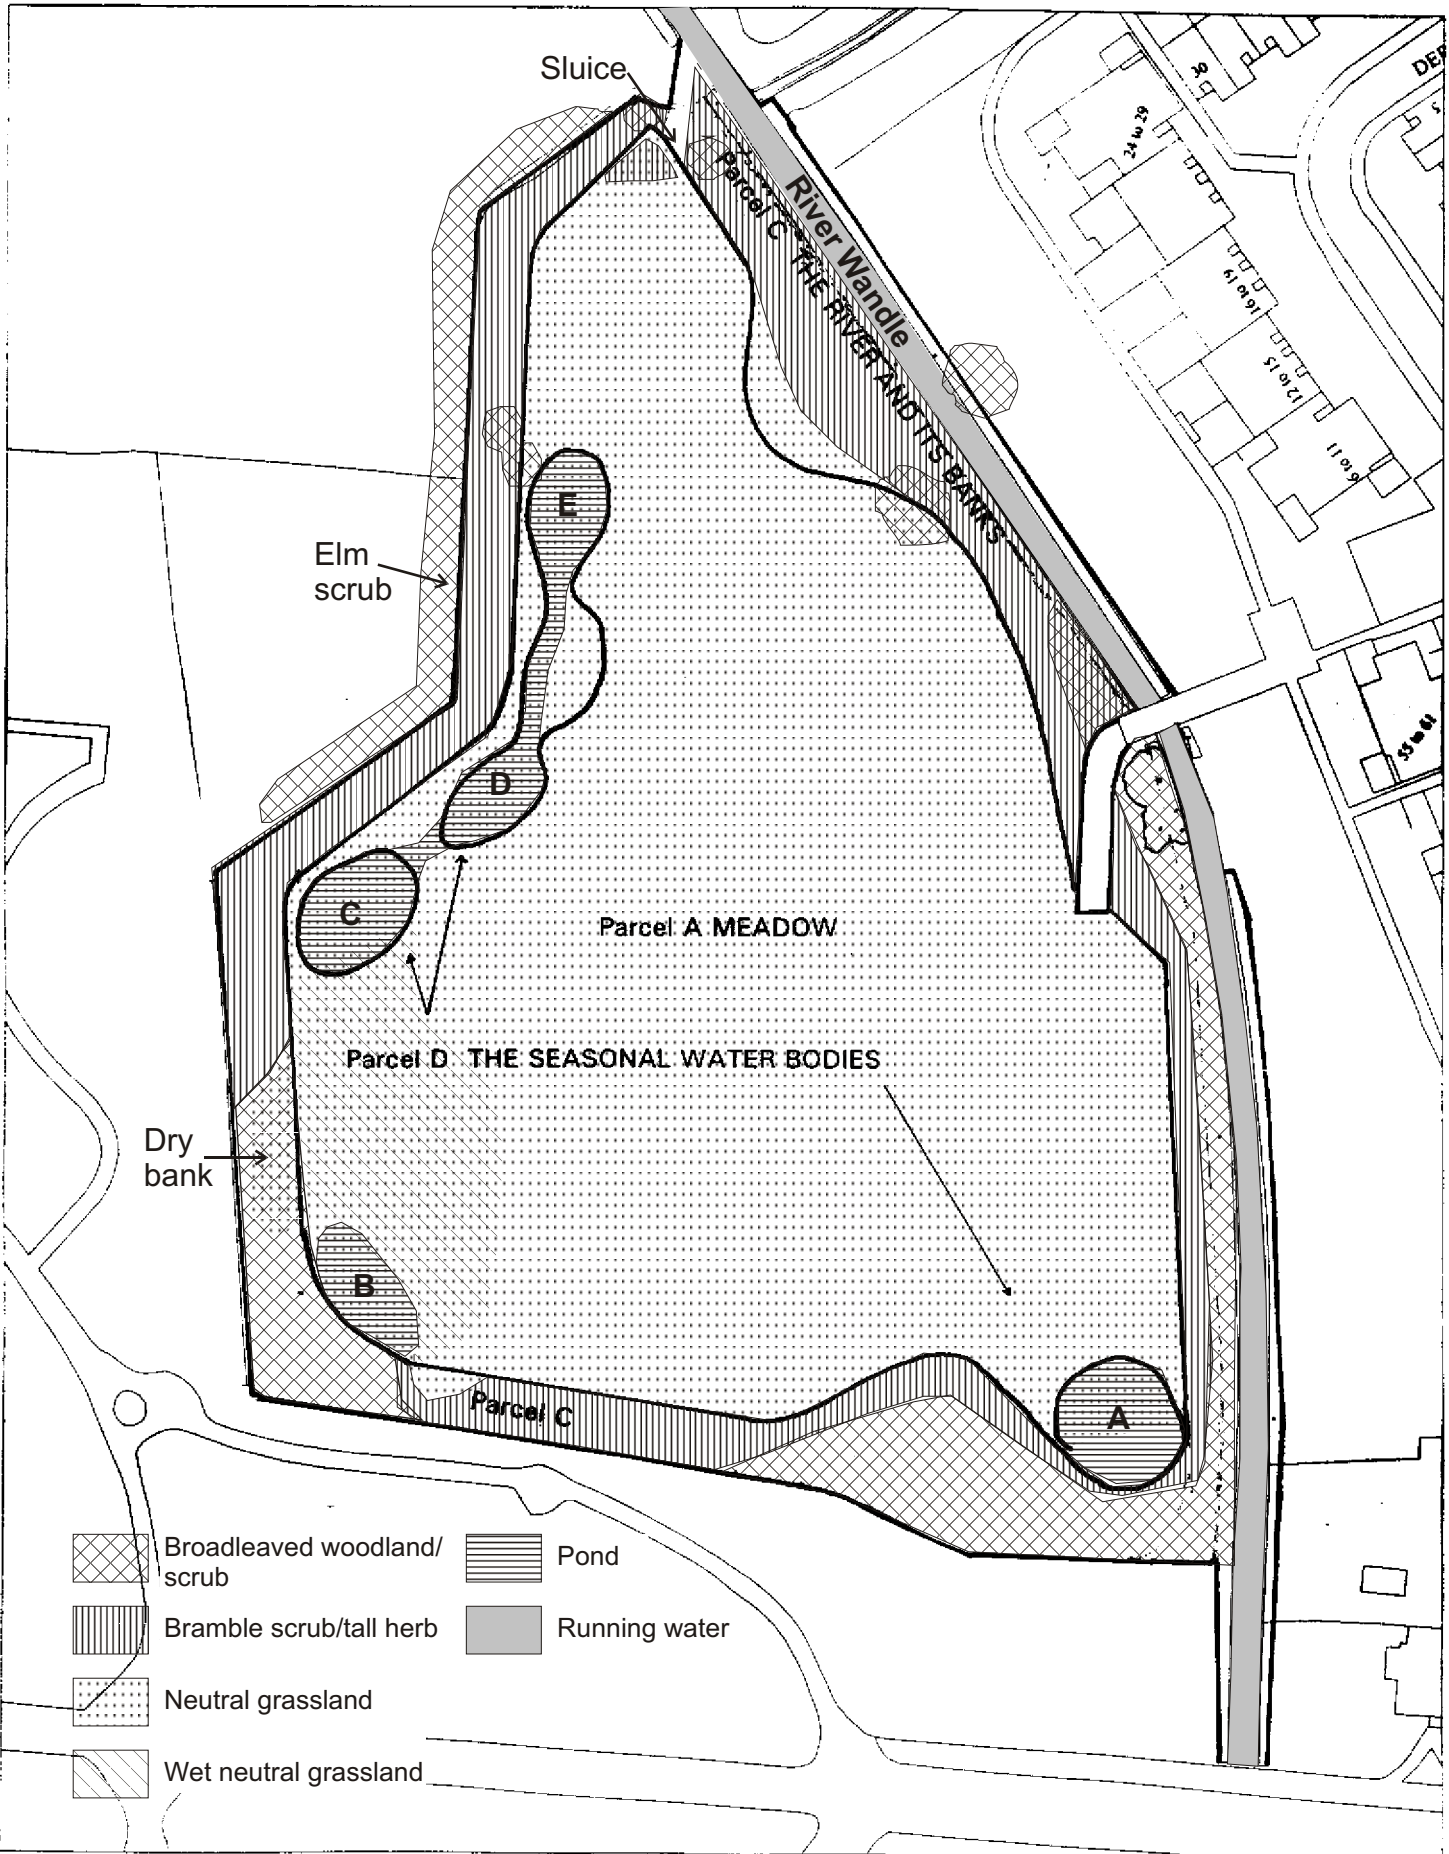 Sluice
30
DEE
24 to 29
Parcel C THE RIVER AND ITS BANKS
River Wandle
16 to 19
12 to 15
6 to 11
E
Elm
scrub
D
55 to 61
C
Parcel A MEADOW
Parcel D THE SEASONAL WATER BODIES
Dry
bank
B
Parcel C
A
Broadleaved woodland/
scrub
Pond
Bramble scrub/tall herb
Running water
Neutral grassland
Wet neutral grassland